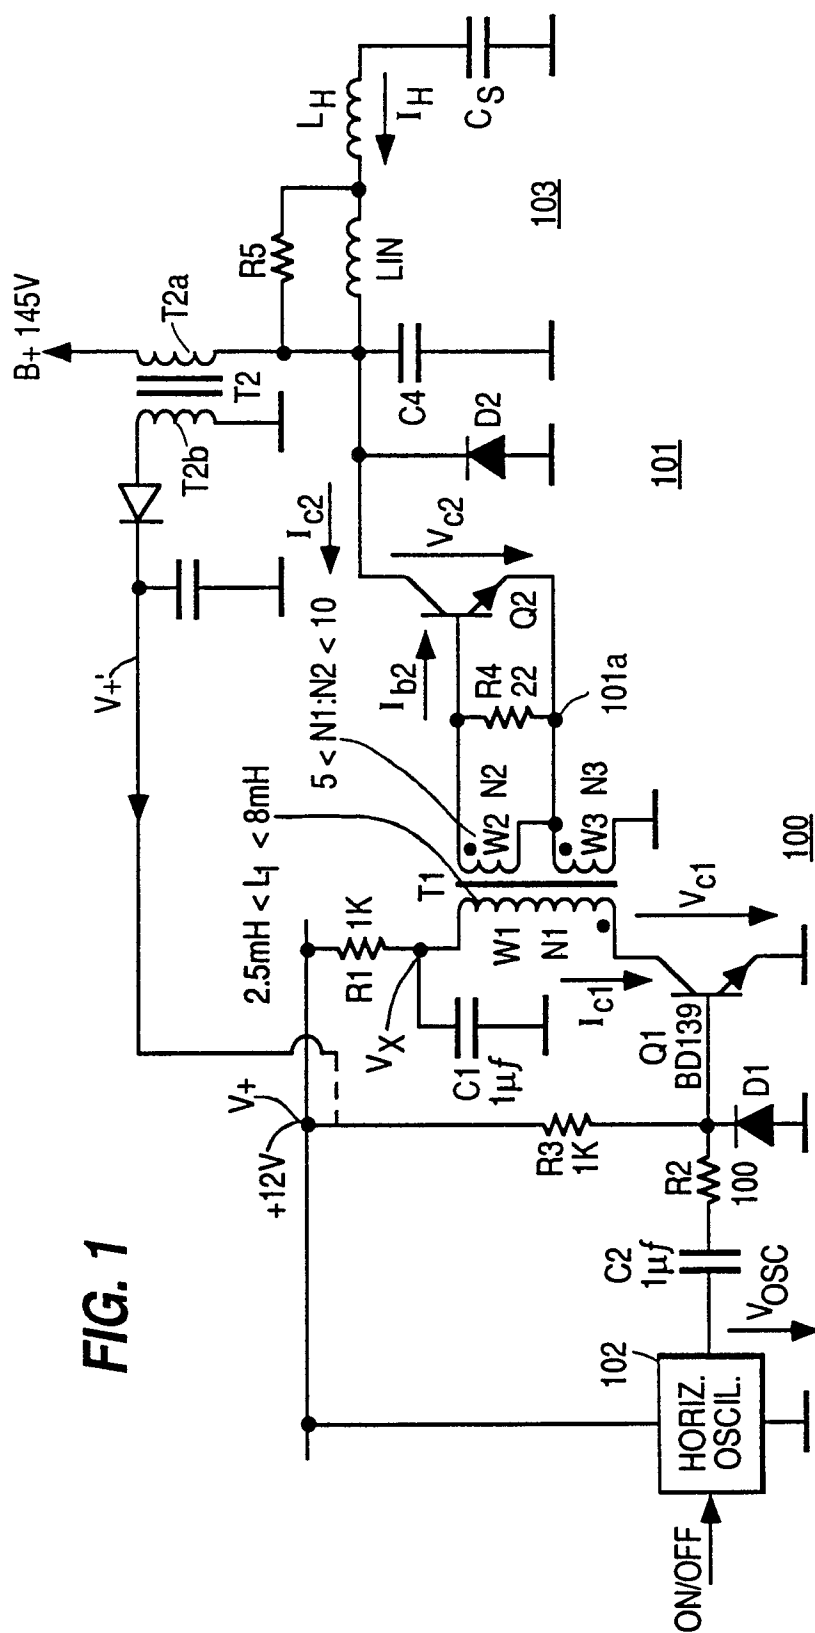 FIG. 1
ON/OFF
HORIZ.
OSCIL.
102
VOSC
C2
1µf
R2
100
D1
R3
1K
+12V
V+
V+'
Q1
BD139
C1
1µf
VX
R1
1K
Ic1
Vc1
100
W1
N1
T1
2.5mH < L1 < 8mH
5 < N1:N2 < 10
W2
N2
W3
N3
R4
22
101a
Ib2
Q2
Ic2
Vc2
101
D2
C4
T2b
T2
T2a
B+ 145V
R5
LIN
LH
IH
CS
103